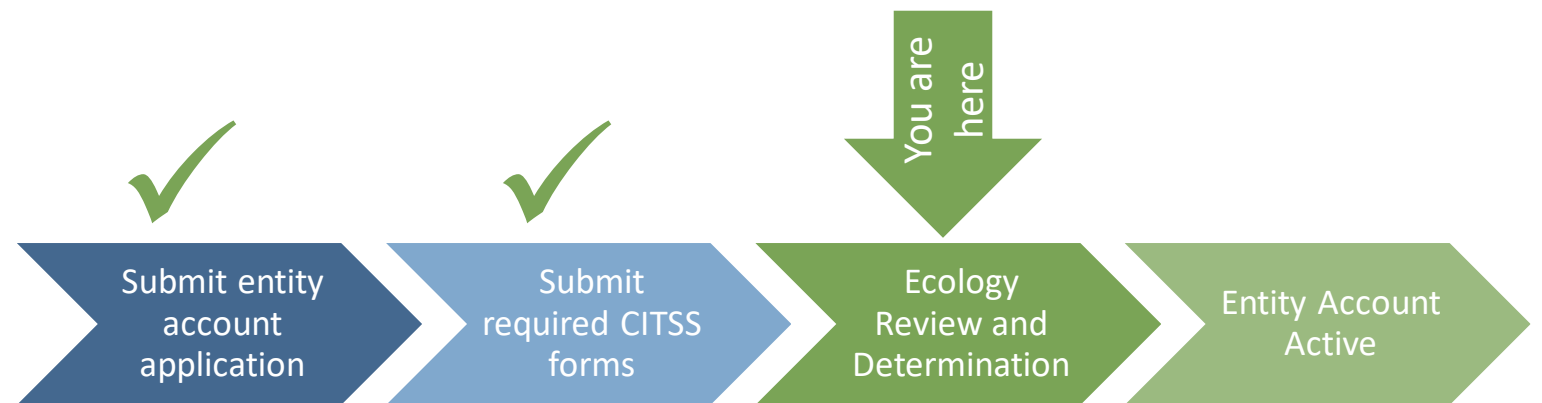 You are
here
Submit entity
account
application
Submit
required CITSS
forms
Ecology
Review and
Determination
Entity Account
Active